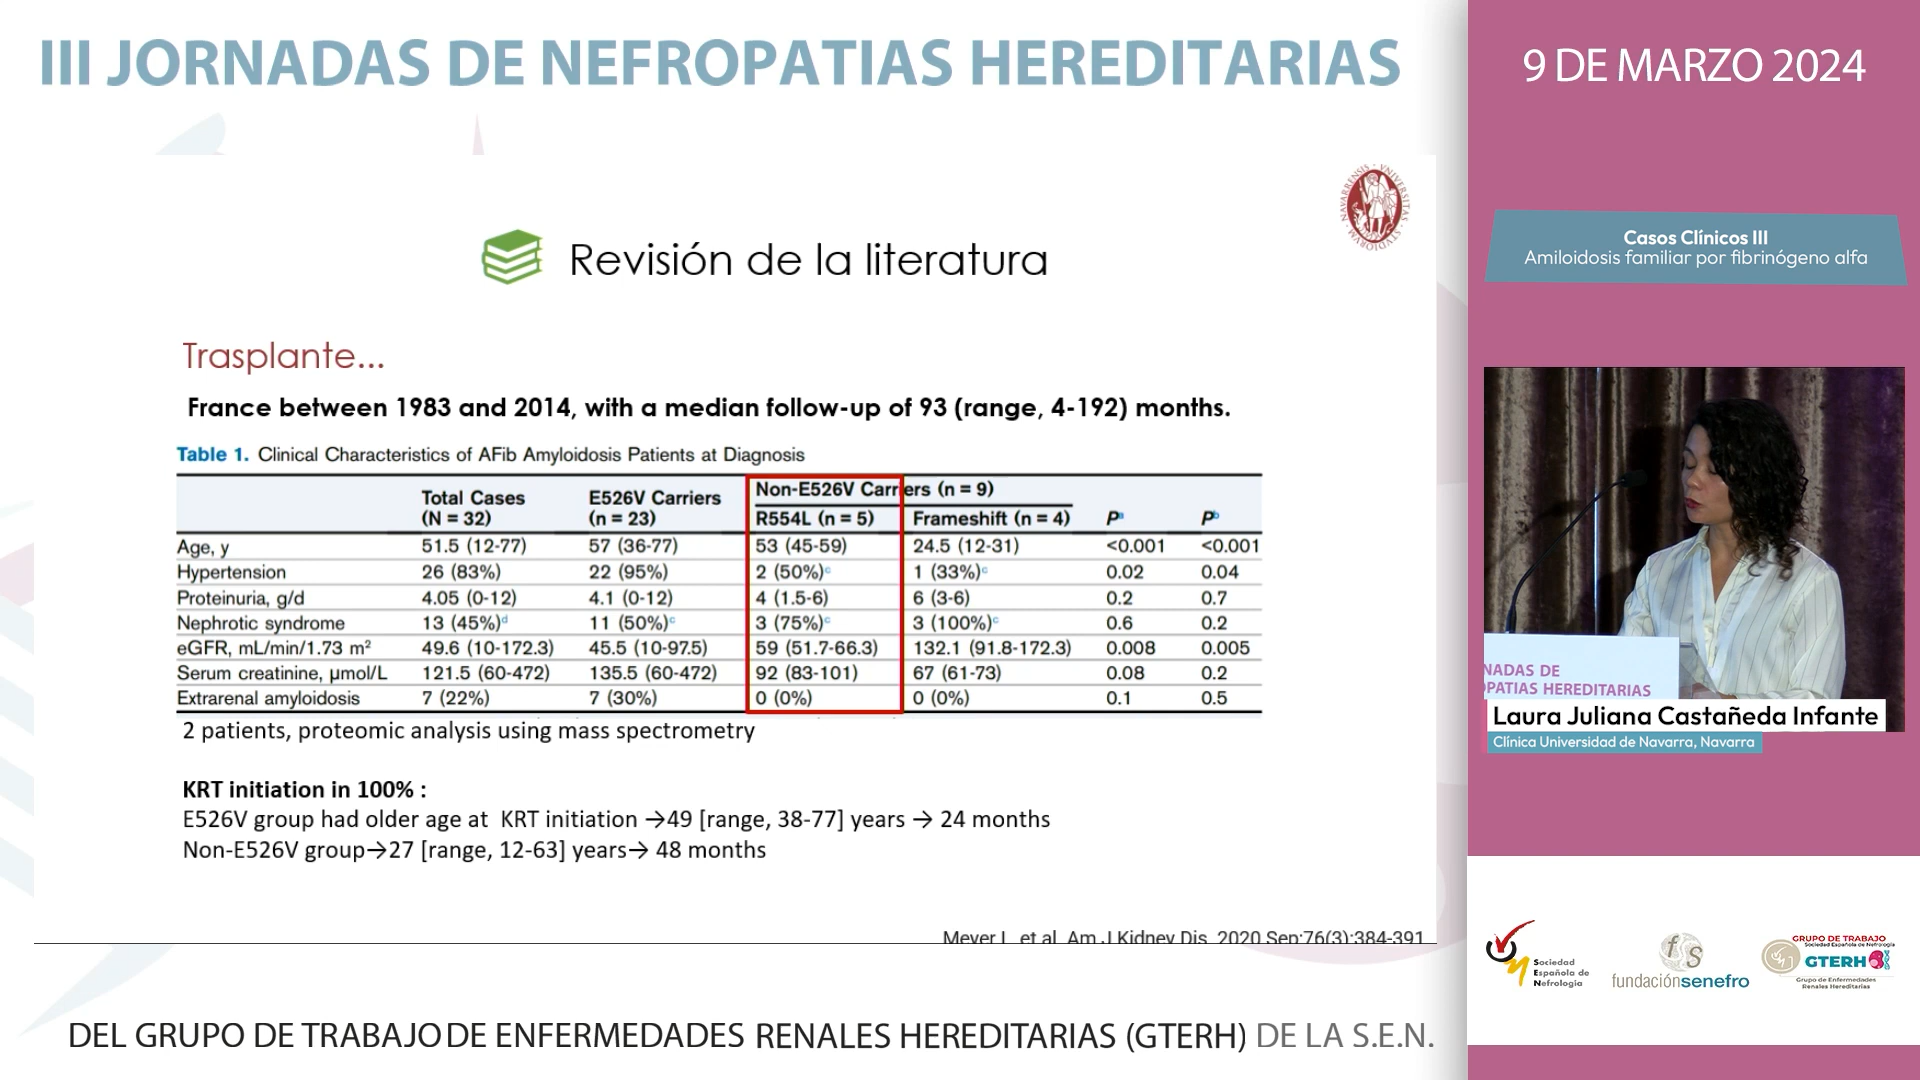 III JORNADAS DE NEFROPATIAS HEREDITARIAS
9 DE MARZO 2024
Casos Clínicos III
Amiloidosis familiar por fibrinógeno alfa
Revisión de la literatura
Trasplante...
France between 1983 and 2014, with a median follow-up of 93 (range, 4-192) months.
Table 1. Clinical Characteristics of AFib Amyloidosis Patients at Diagnosis
Total Cases (N = 32) E526V Carriers (n = 23) Non-E526V Carriers (n = 9) R554L (n = 5) Frameshift (n = 4) Pa Pb
Age, y 51.5 (12-77) 57 (36-77) 53 (45-59) 24.5 (12-31) <0.001 <0.001
Hypertension 26 (83%) 22 (95%) 2 (50%)c 1 (33%)c 0.02 0.04
Proteinuria, g/d 4.05 (0-12) 4.1 (0-12) 4 (1.5-6) 6 (3-6) 0.2 0.7
Nephrotic syndrome 13 (45%)d 11 (50%)c 3 (75%)c 3 (100%)c 0.6 0.2
eGFR, mL/min/1.73 m² 49.6 (10-172.3) 45.5 (10-97.5) 59 (51.7-66.3) 132.1 (91.8-172.3) 0.008 0.005
Serum creatinine, μmol/L 121.5 (60-472) 135.5 (60-472) 92 (83-101) 67 (61-73) 0.08 0.2
Extrarenal amyloidosis 7 (22%) 7 (30%) 0 (0%) 0 (0%) 0.1 0.5
2 patients, proteomic analysis using mass spectrometry
KRT initiation in 100% :
E526V group had older age at KRT initiation →49 [range, 38-77] years → 24 months
Non-E526V group→27 [range, 12-63] years→ 48 months
Meyer L, et al. Am J Kidney Dis. 2020 Sep;76(3):384-391
NADAS DE
PATIAS HEREDITARIAS
Laura Juliana Castañeda Infante
Clínica Universidad de Navarra, Navarra
Sociedad
Española de
Nefrología
fundaciónsenefro
GRUPO DE TRABAJO
Sociedad Española de Nefrología
GTERH
Grupo de Enfermedades
Renales Hereditarias
DEL GRUPO DE TRABAJO DE ENFERMEDADES RENALES HEREDITARIAS (GTERH) DE LA S.E.N.